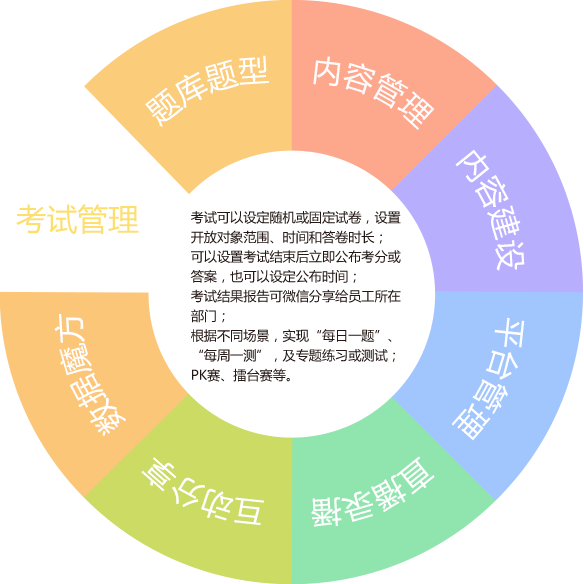 题库题型
内容管理
内容建设
平台管理
直播录播
互动分享
数据魔方
考试管理
考试可以设定随机或固定试卷，设置
开放对象范围、时间和答卷时长；
可以设置考试结束后立即公布考分或
答案，也可以设定公布时间；
考试结果报告可微信分享给员工所在
部门；
根据不同场景，实现“每日一题”、
“每周一测”，及专题练习或测试；
PK赛、擂台赛等。